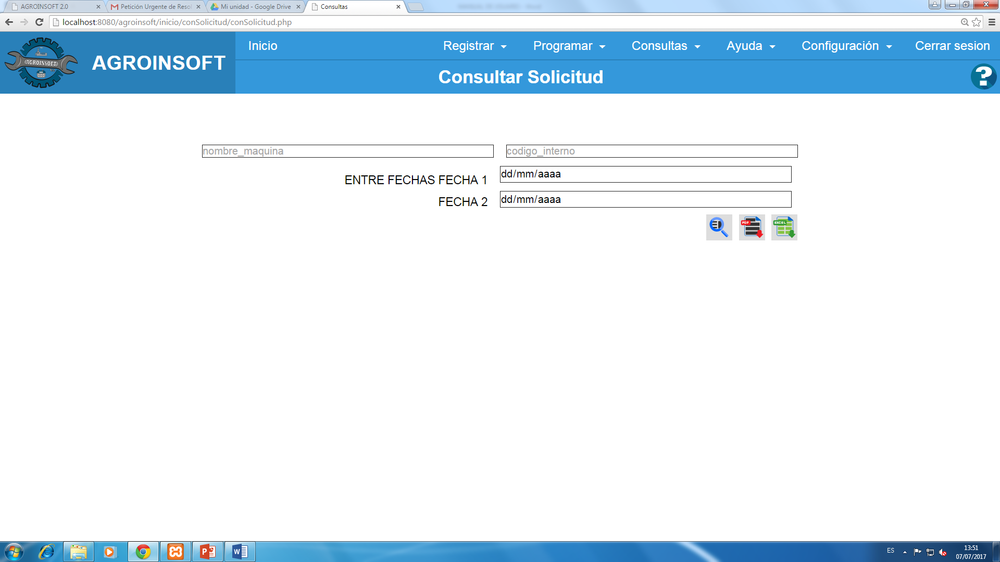 AGROINSOFT 2.0
Petición Urgente de Resol
Mi unidad - Google Drive
Consultas
localhost:8080/agroinsoft/inicio/conSolicitud/conSolicitud.php
AGROINSOFT
AGROINSOFT
Inicio
Registrar
Programar
Consultas
Ayuda
Configuración
Cerrar sesion
Consultar Solicitud
?
nombre_maquina
codigo_interno
ENTRE FECHAS FECHA 1
dd/mm/aaaa
FECHA 2
dd/mm/aaaa
PDF
EXCEL
ES
13:51
07/07/2017